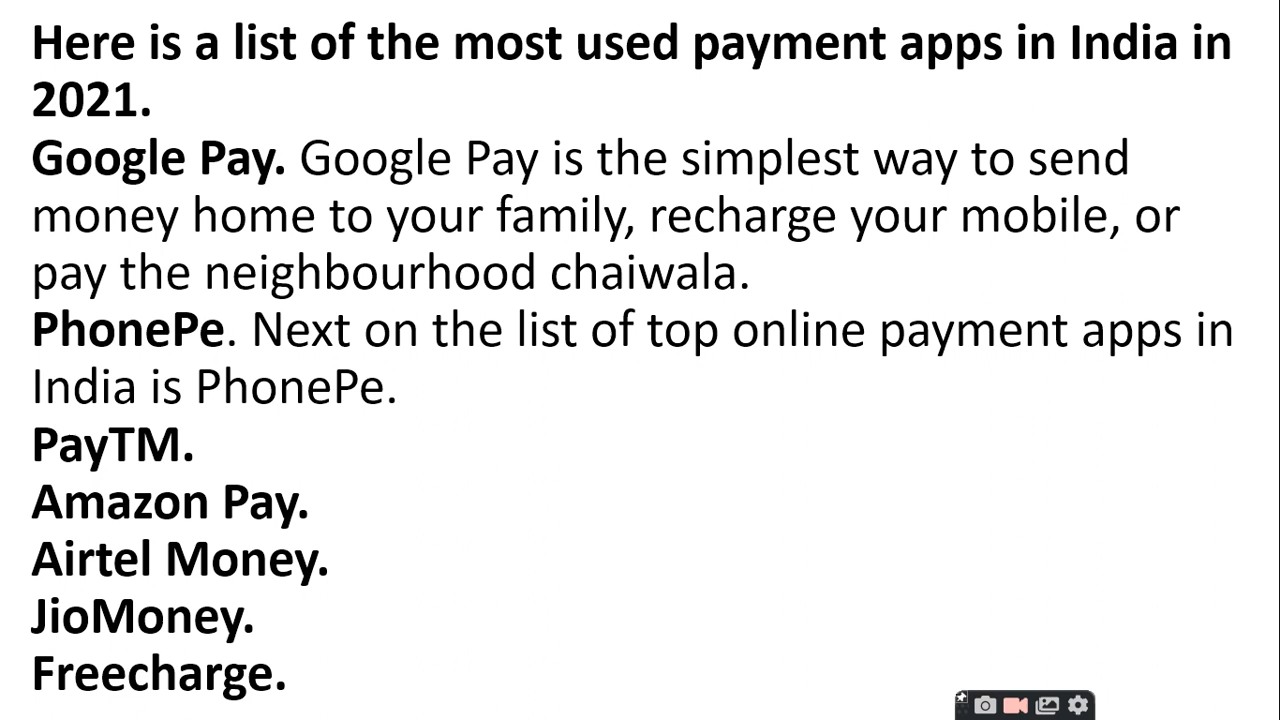 Here is a list of the most used payment apps in India in
2021.
Google Pay. Google Pay is the simplest way to send
money home to your family, recharge your mobile, or
pay the neighbourhood chaiwala.
PhonePe. Next on the list of top online payment apps in
India is PhonePe.
PayTM.
Amazon Pay.
Airtel Money.
JioMoney.
Freecharge.